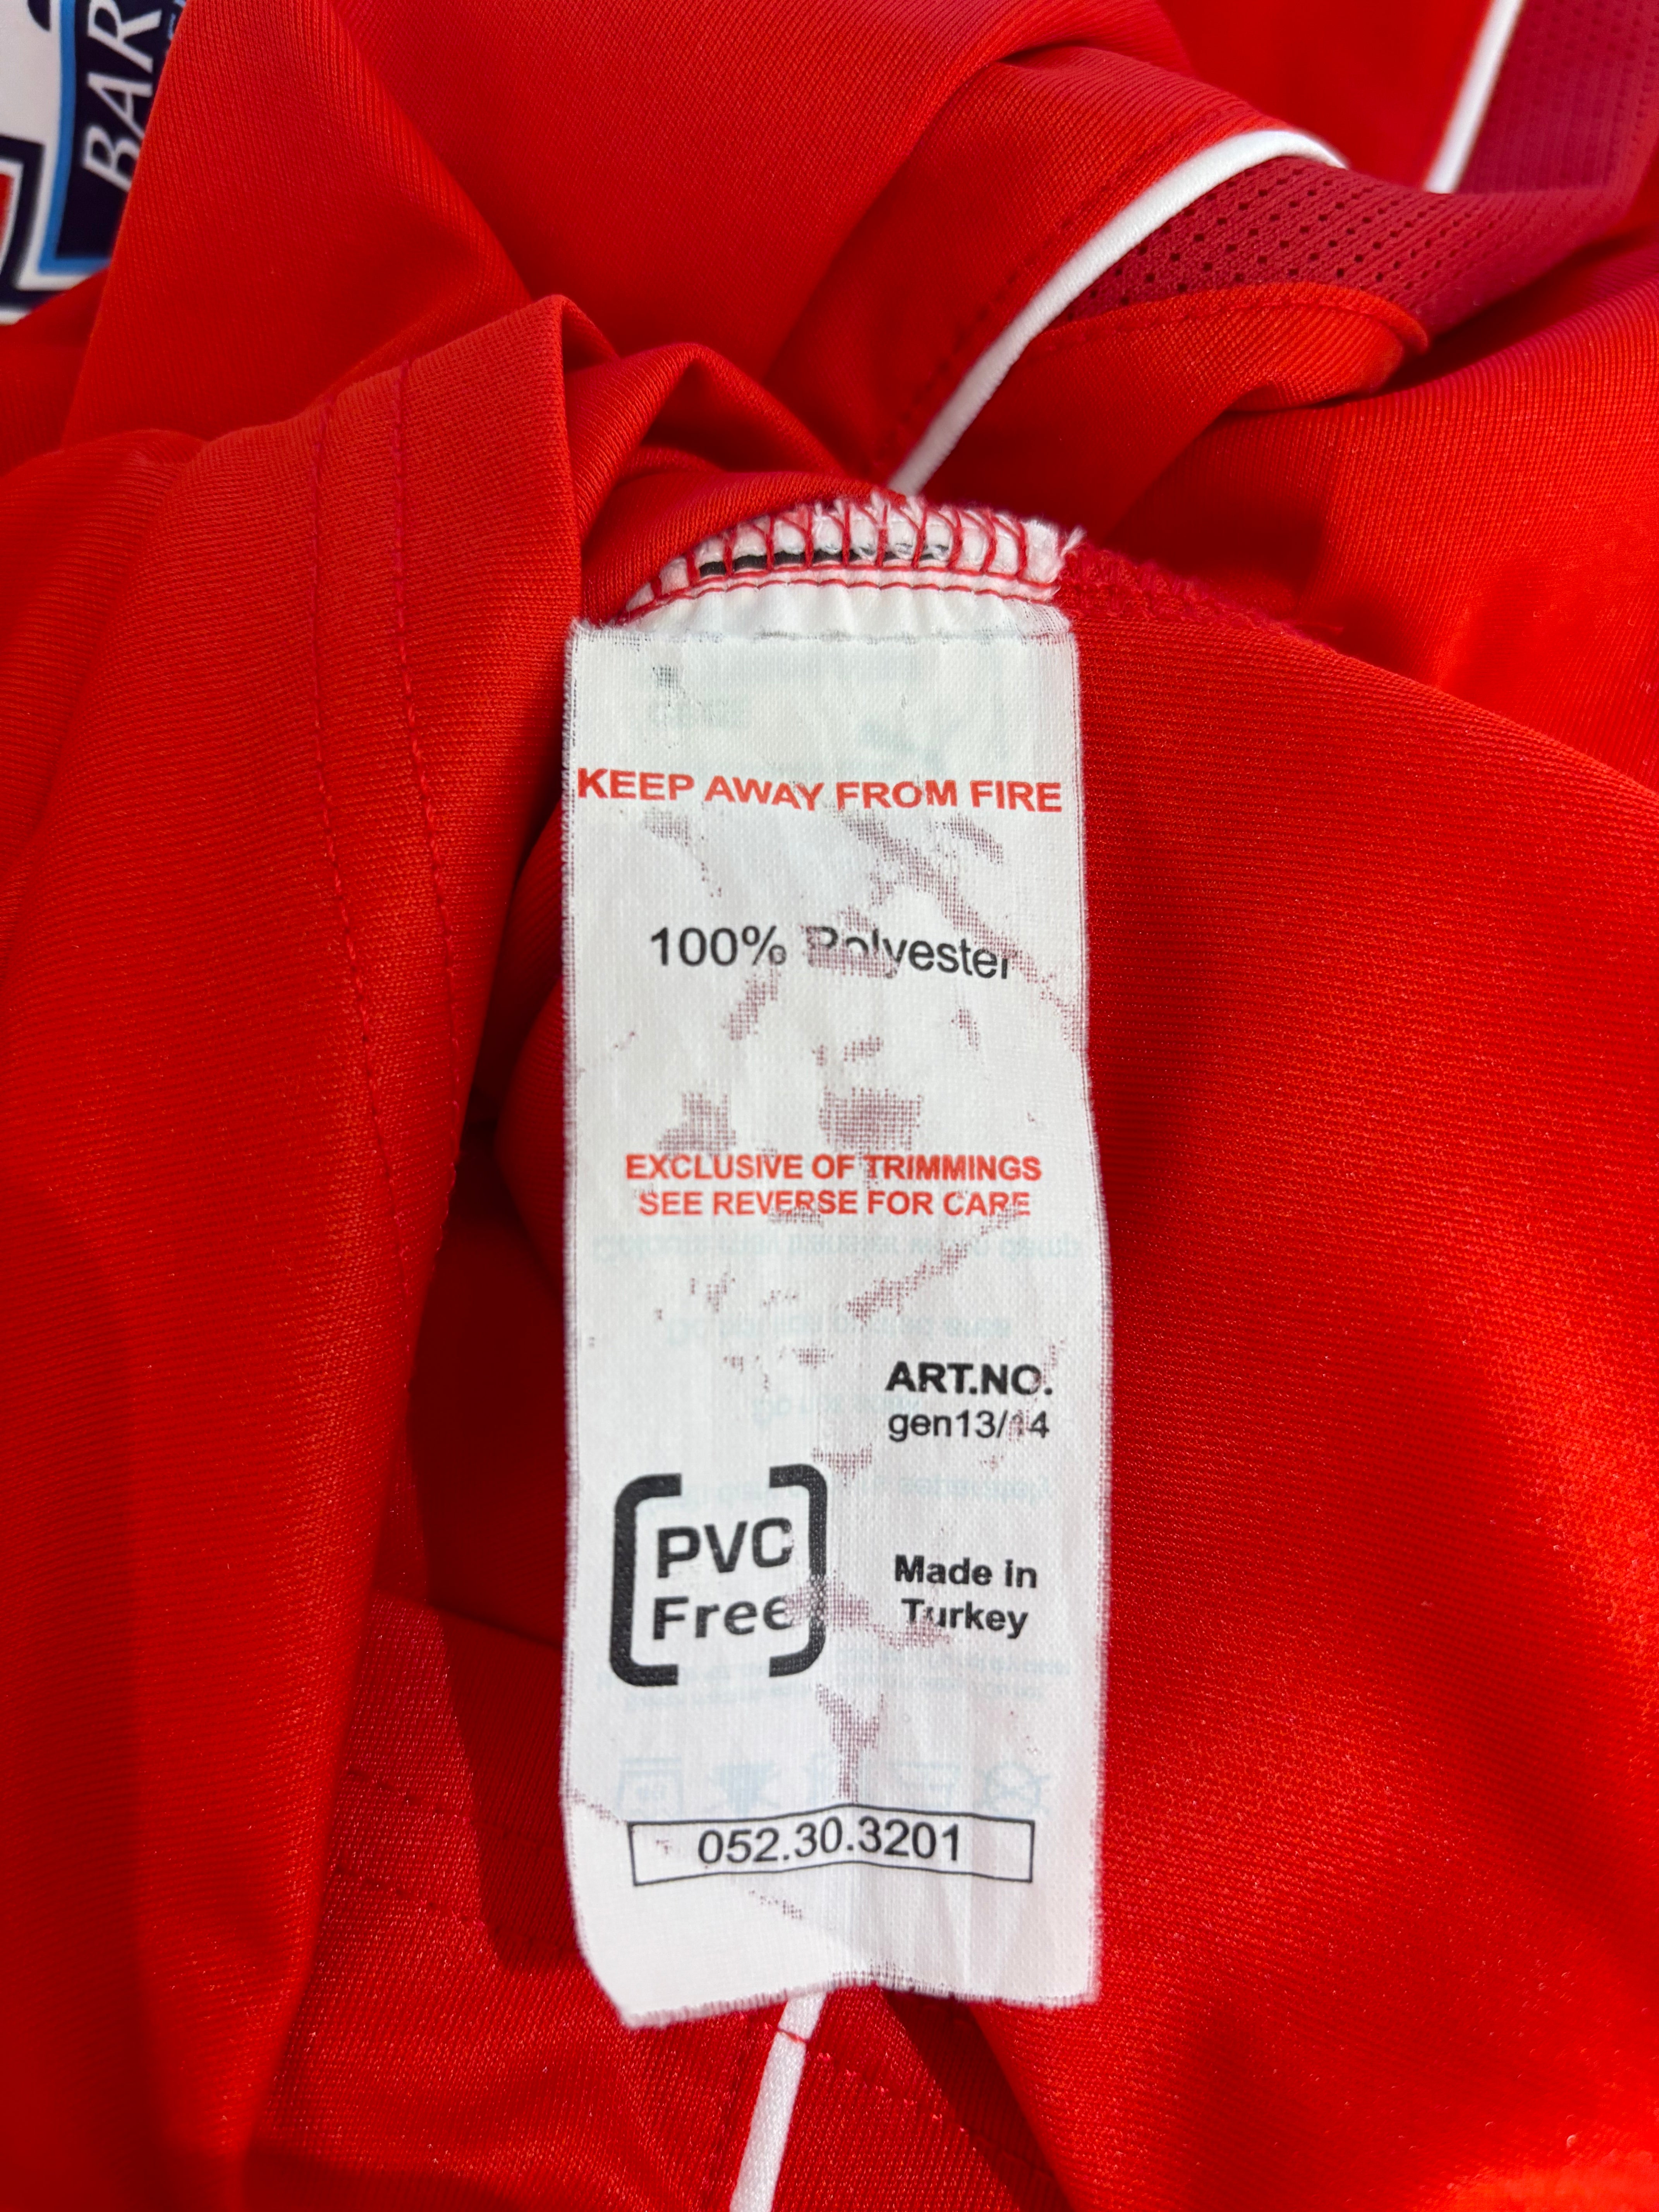 BAR
KEEP AWAY FROM FIRE
100% Polyester
EXCLUSIVE OF TRIMMINGS
SEE REVERSE FOR CARE
ART.NO.
gen13/14
PVC
Free
Made in
Turkey
052.30.3201